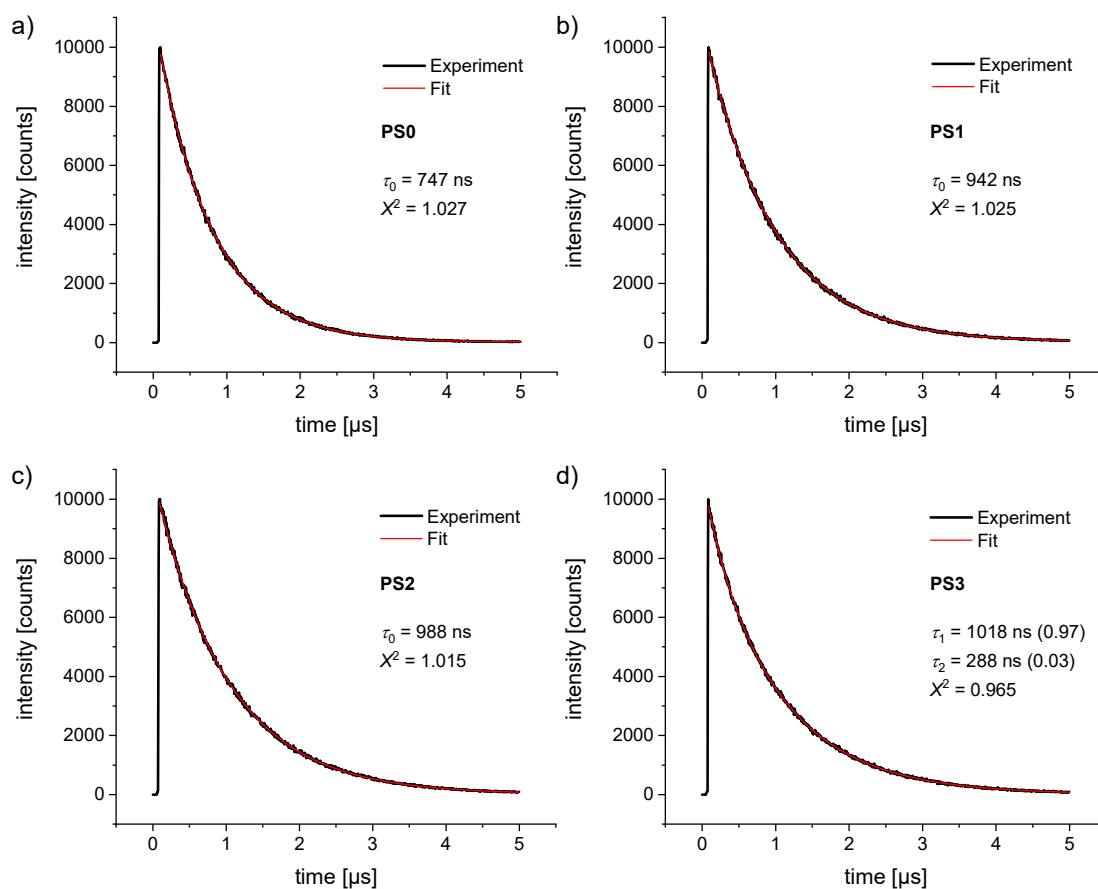 a)
10000
8000
6000
4000
2000
0
intensity [counts]
Experiment
Fit
PS0
τ₀ = 747 ns
X² = 1.027
0 1 2 3 4 5
time [µs]
b)
10000
8000
6000
4000
2000
0
intensity [counts]
Experiment
Fit
PS1
τ₀ = 942 ns
X² = 1.025
0 1 2 3 4 5
time [µs]
c)
10000
8000
6000
4000
2000
0
intensity [counts]
Experiment
Fit
PS2
τ₀ = 988 ns
X² = 1.015
0 1 2 3 4 5
time [µs]
d)
10000
8000
6000
4000
2000
0
intensity [counts]
Experiment
Fit
PS3
τ₁ = 1018 ns (0.97)
τ₂ = 288 ns (0.03)
X² = 0.965
0 1 2 3 4 5
time [µs]